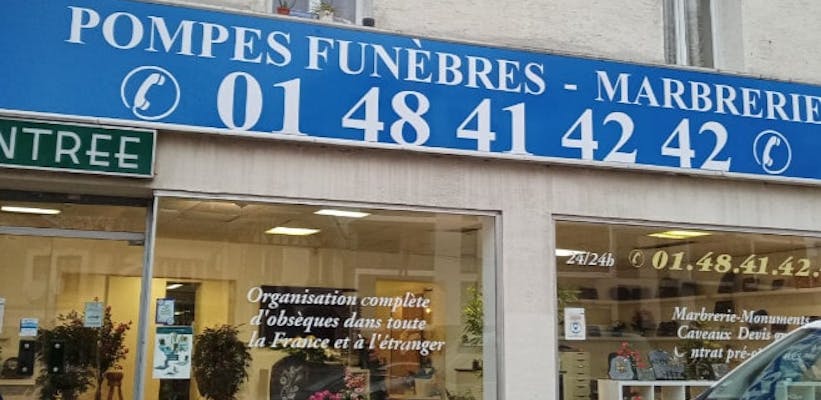 POMPES FUNÈBRES - MARBRERIE
01 48 41 42 42
NTREE
24/24h 01.48.41.42.
Organisation complète
d'obsèques dans toute
la France et à l'étranger
Marbrerie-Monuments
Caveaux Devis